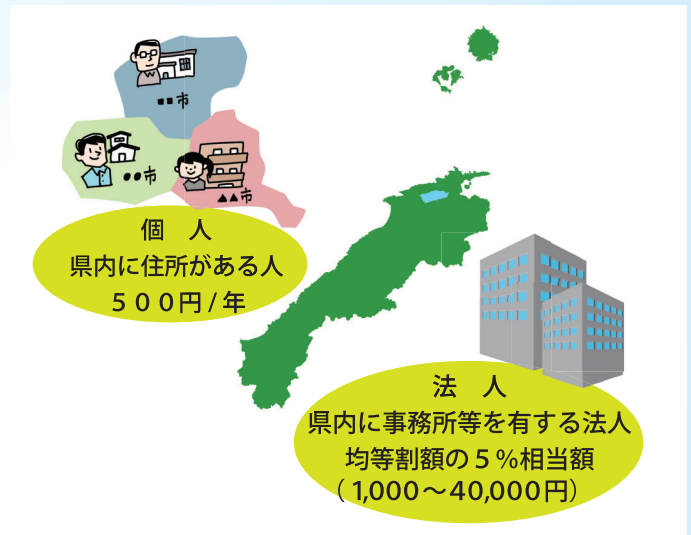 ■■市
●●市
▲▲市
個　人
県内に住所がある人
５００円/年
法　人
県内に事務所等を有する法人
均等割額の５％相当額
（1,000〜40,000円）